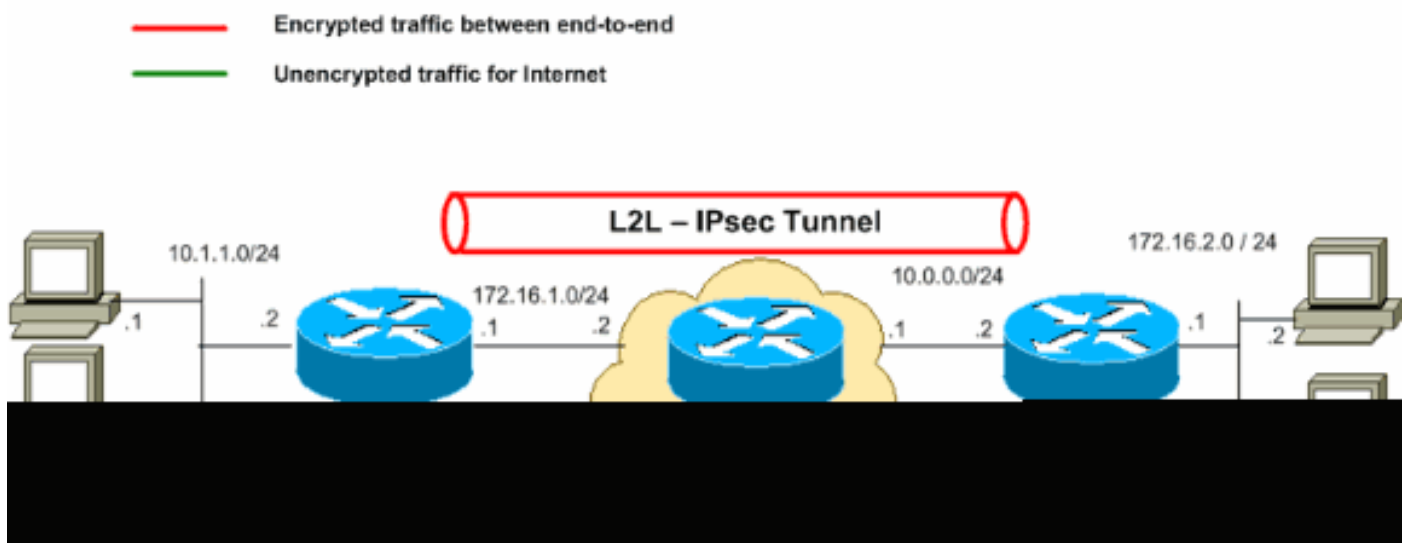 Encrypted traffic between end-to-end
Unencrypted traffic for Internet
L2L – IPsec Tunnel
10.1.1.0/24
172.16.1.0/24
10.0.0.0/24
172.16.2.0 / 24
.1
.2
.1
.2
.1
.2
.1
.2